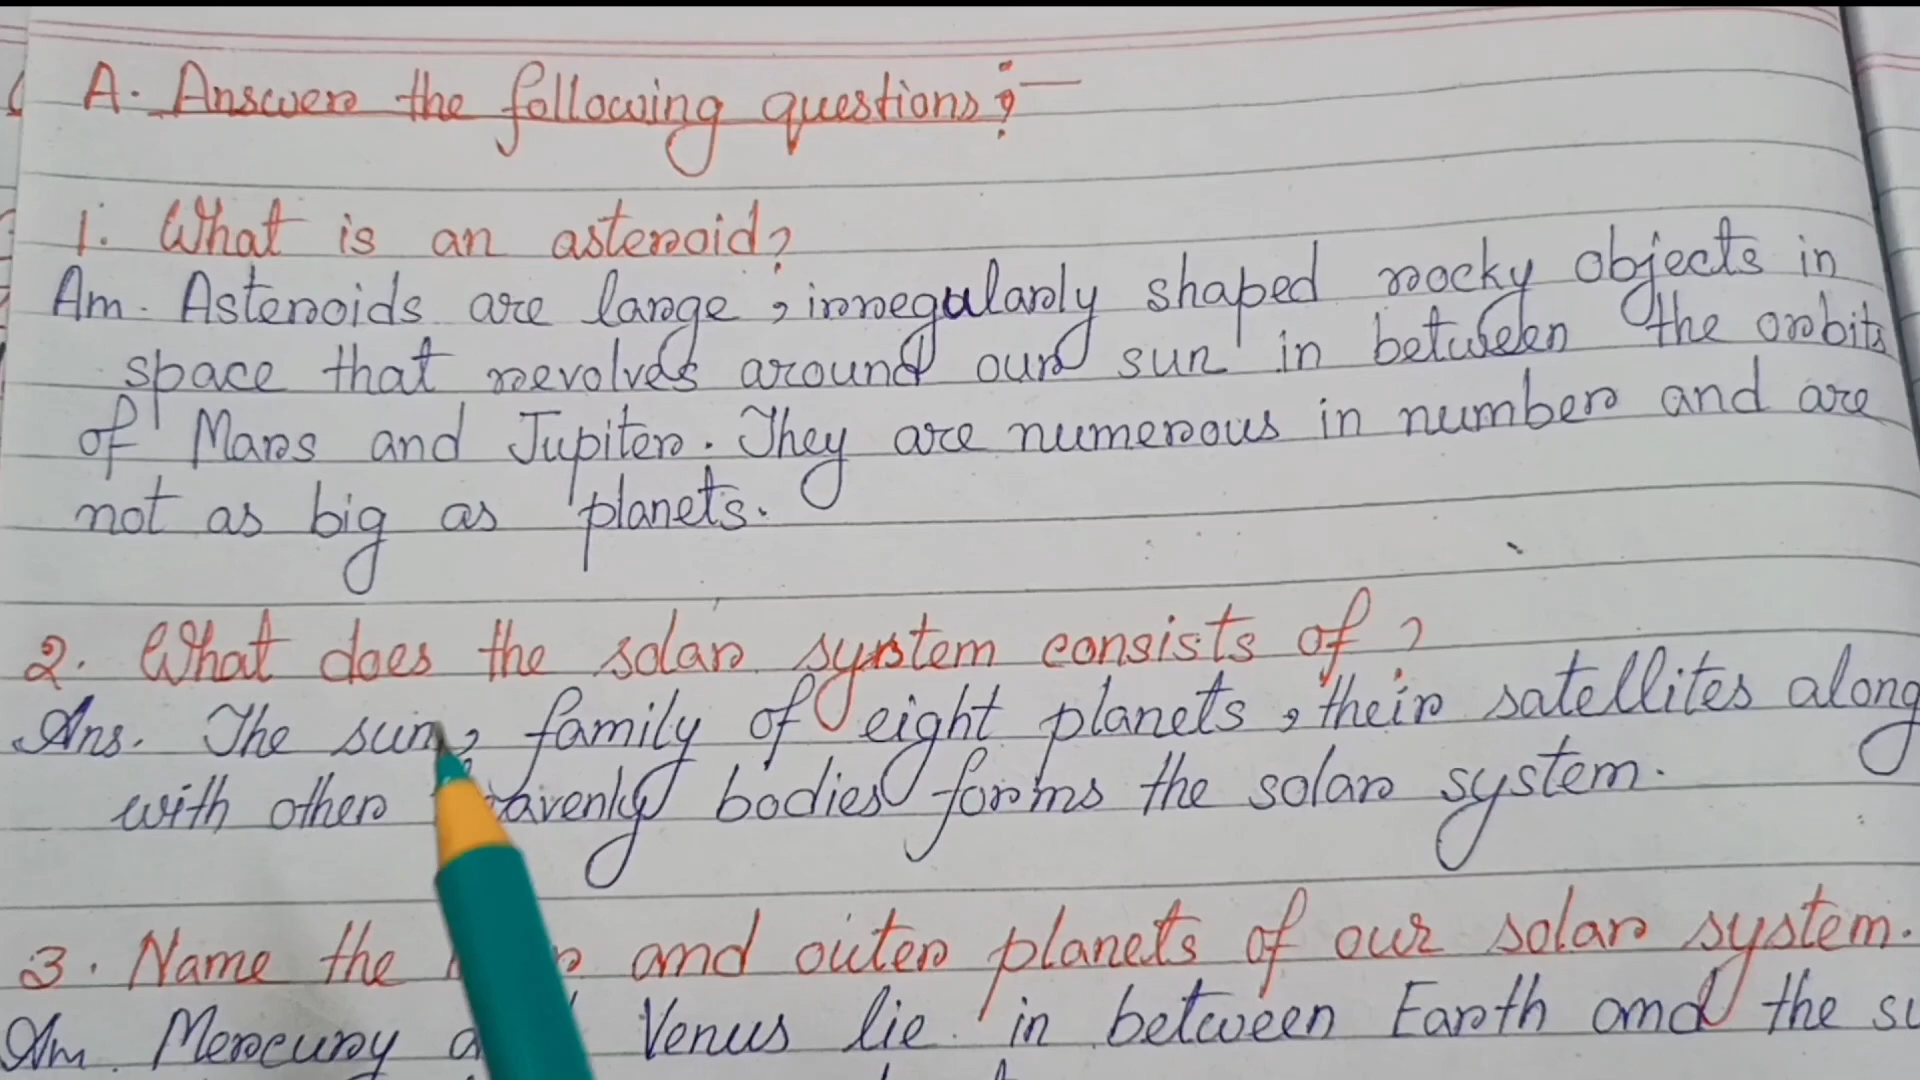 A. Answer the following questions :-
1. What is an asteroid?
Ans. Asteroids are large, irregularly shaped rocky objects in
space that revolves around our sun in between the orbits
of Mars and Jupiter. They are numerous in number and are
not as big as planets.
2. What does the solar system consists of?
Ans. The sun, family of eight planets, their satellites along
with other heavenly bodies forms the solar system.
3. Name the and outer planets of our solar system.
Ans. Mercury Venus lie in between Earth and the